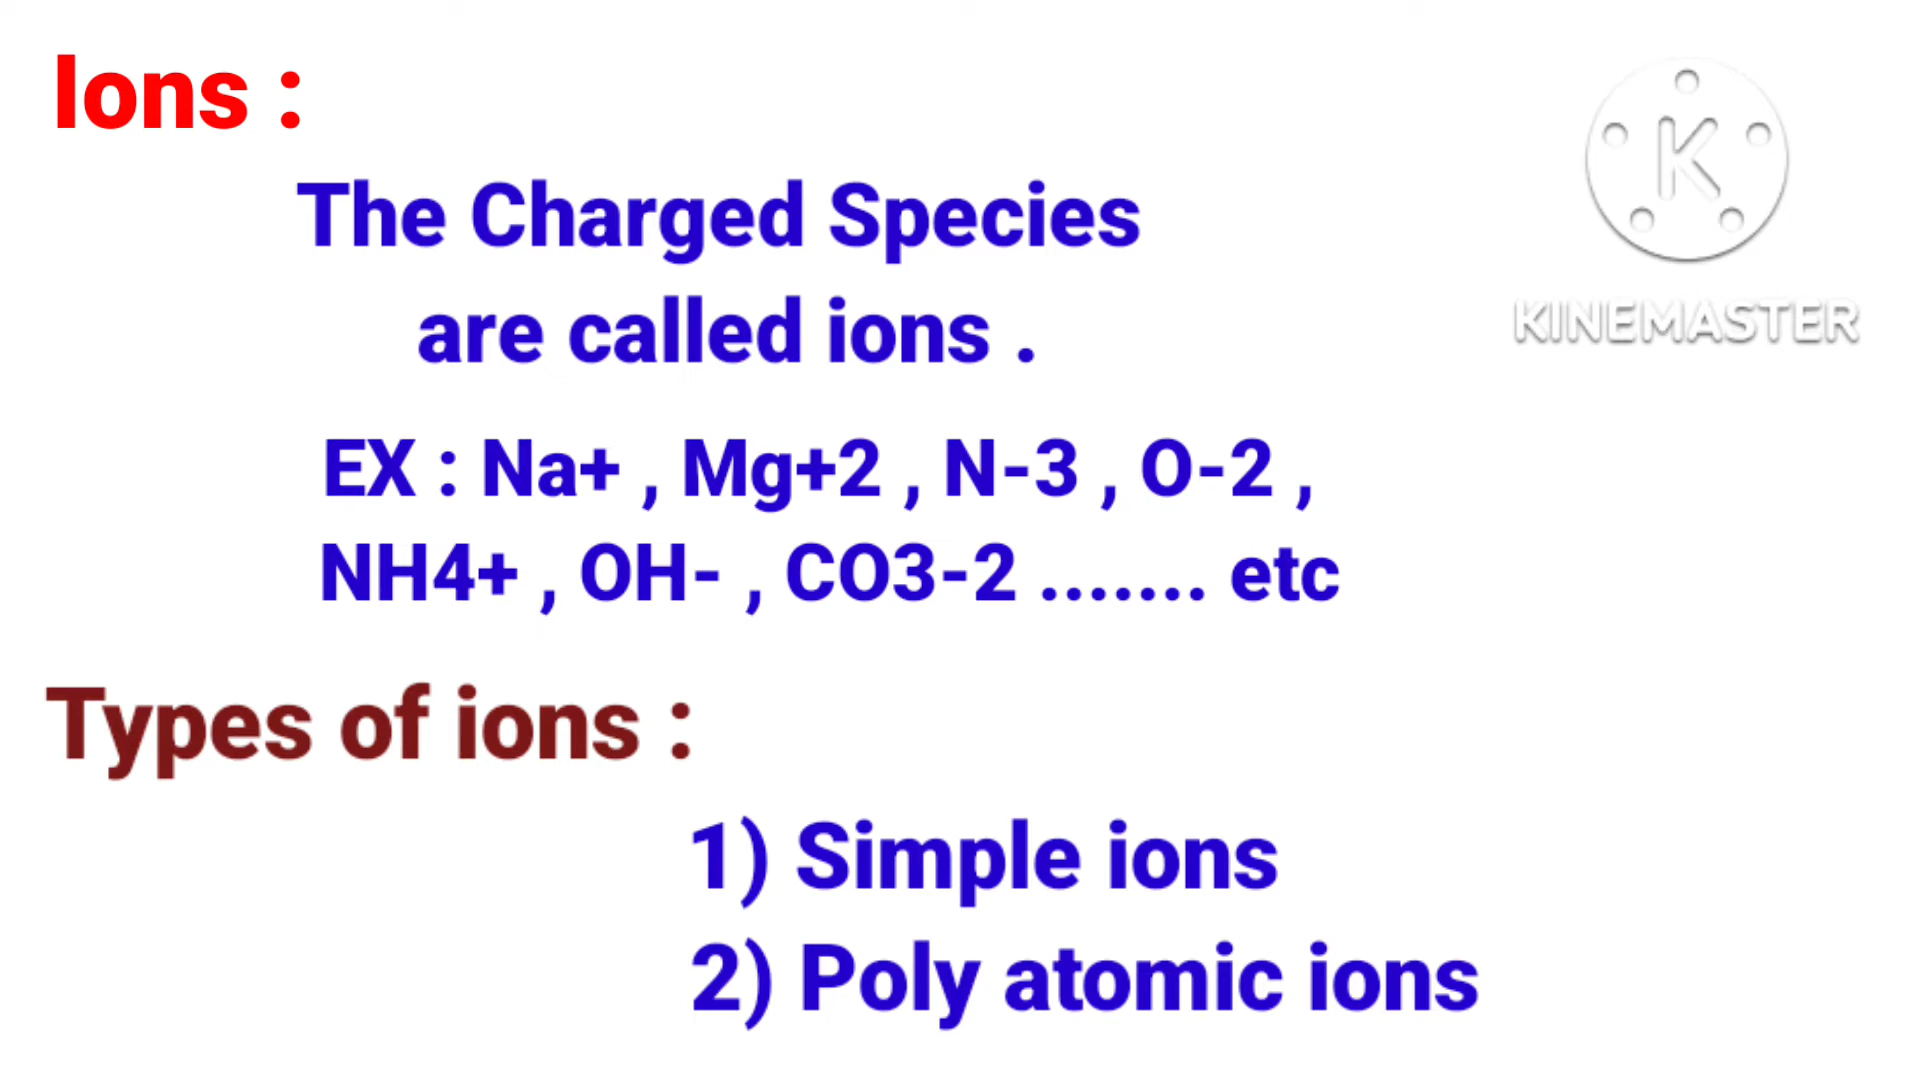 Ions :
The Charged Species
are called ions .
EX : Na+ , Mg+2 , N-3 , O-2 ,
NH4+ , OH- , CO3-2 ....... etc
Types of ions :
1) Simple ions
2) Poly atomic ions
K
KINEMASTER